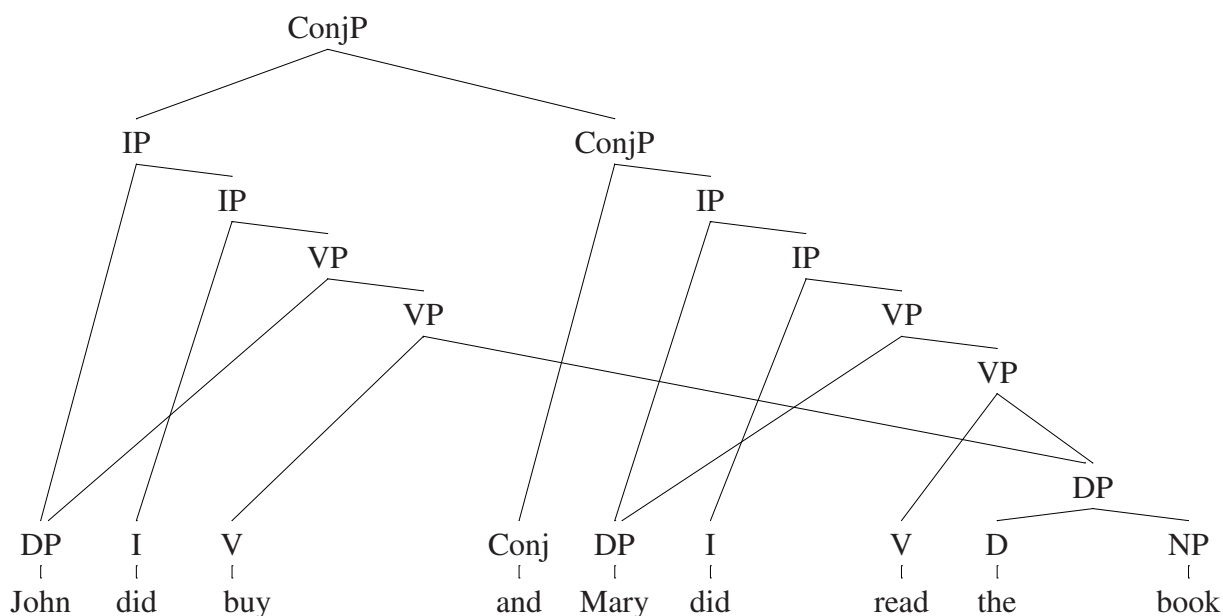 ConjP
IP ConjP
IP IP
VP IP
VP VP
VP
DP
DP I V Conj DP I V D NP
John did buy and Mary did read the book